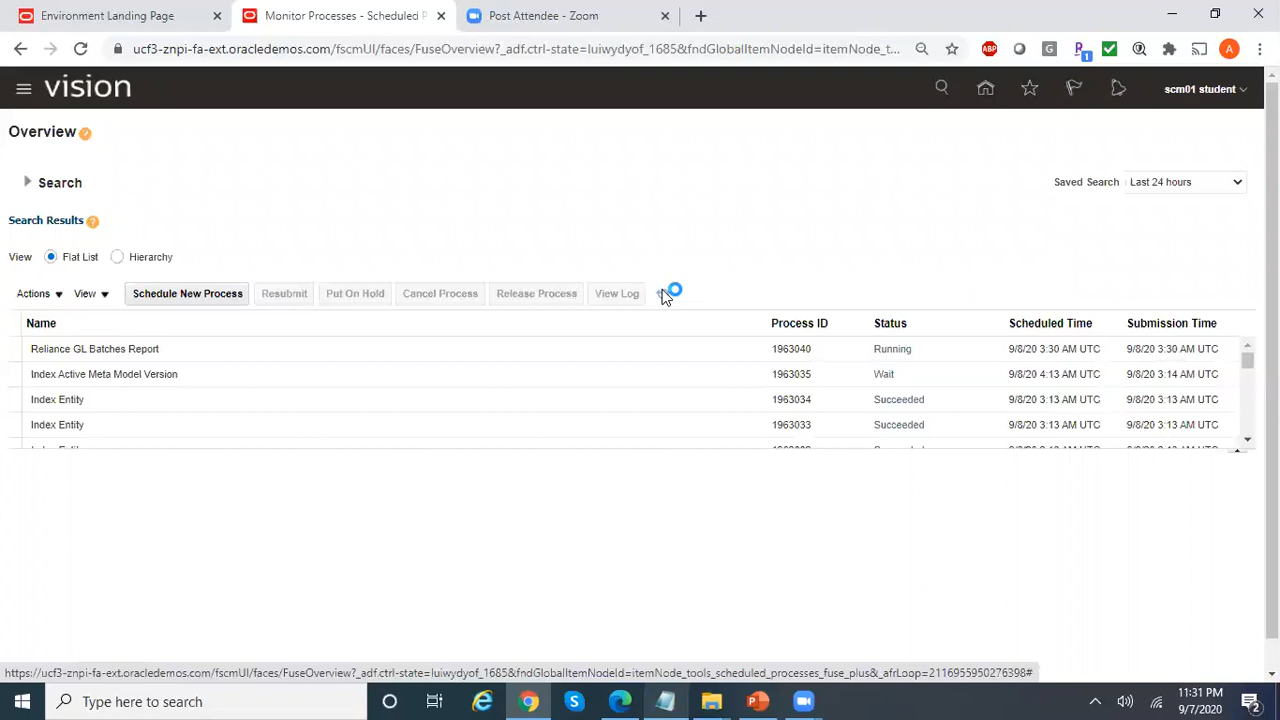 Environment Landing Page
Monitor Processes - Scheduled P
Post Attendee - Zoom
ucf3-znpi-fa-ext.oracledemos.com/fscmUI/faces/FuseOverview?_adf.ctrl-state=luiwydyof_1685&fndGlobalItemNodeId=itemNode_t...
ABP
G
1
A
vision
scm01 student
Overview
Search
Saved Search Last 24 hours
Search Results
View Flat List Hierarchy
Actions View Schedule New Process Resubmit Put On Hold Cancel Process Release Process View Log
Name Process ID Status Scheduled Time Submission Time
Reliance GL Batches Report 1963040 Running 9/8/20 3:30 AM UTC 9/8/20 3:30 AM UTC
Index Active Meta Model Version 1963035 Wait 9/8/20 4:13 AM UTC 9/8/20 3:14 AM UTC
Index Entity 1963034 Succeeded 9/8/20 3:13 AM UTC 9/8/20 3:13 AM UTC
Index Entity 1963033 Succeeded 9/8/20 3:13 AM UTC 9/8/20 3:13 AM UTC
https://ucf3-znpi-fa-ext.oracledemos.com/fscmUI/faces/FuseOverview?_adf.ctrl-state=luiwydyof_1685&fndGlobalItemNodeId=itemNode_tools_scheduled_processes_fuse_plus&_afrLoop=2116955950276398#
Type here to search
11:31 PM
9/7/2020
2